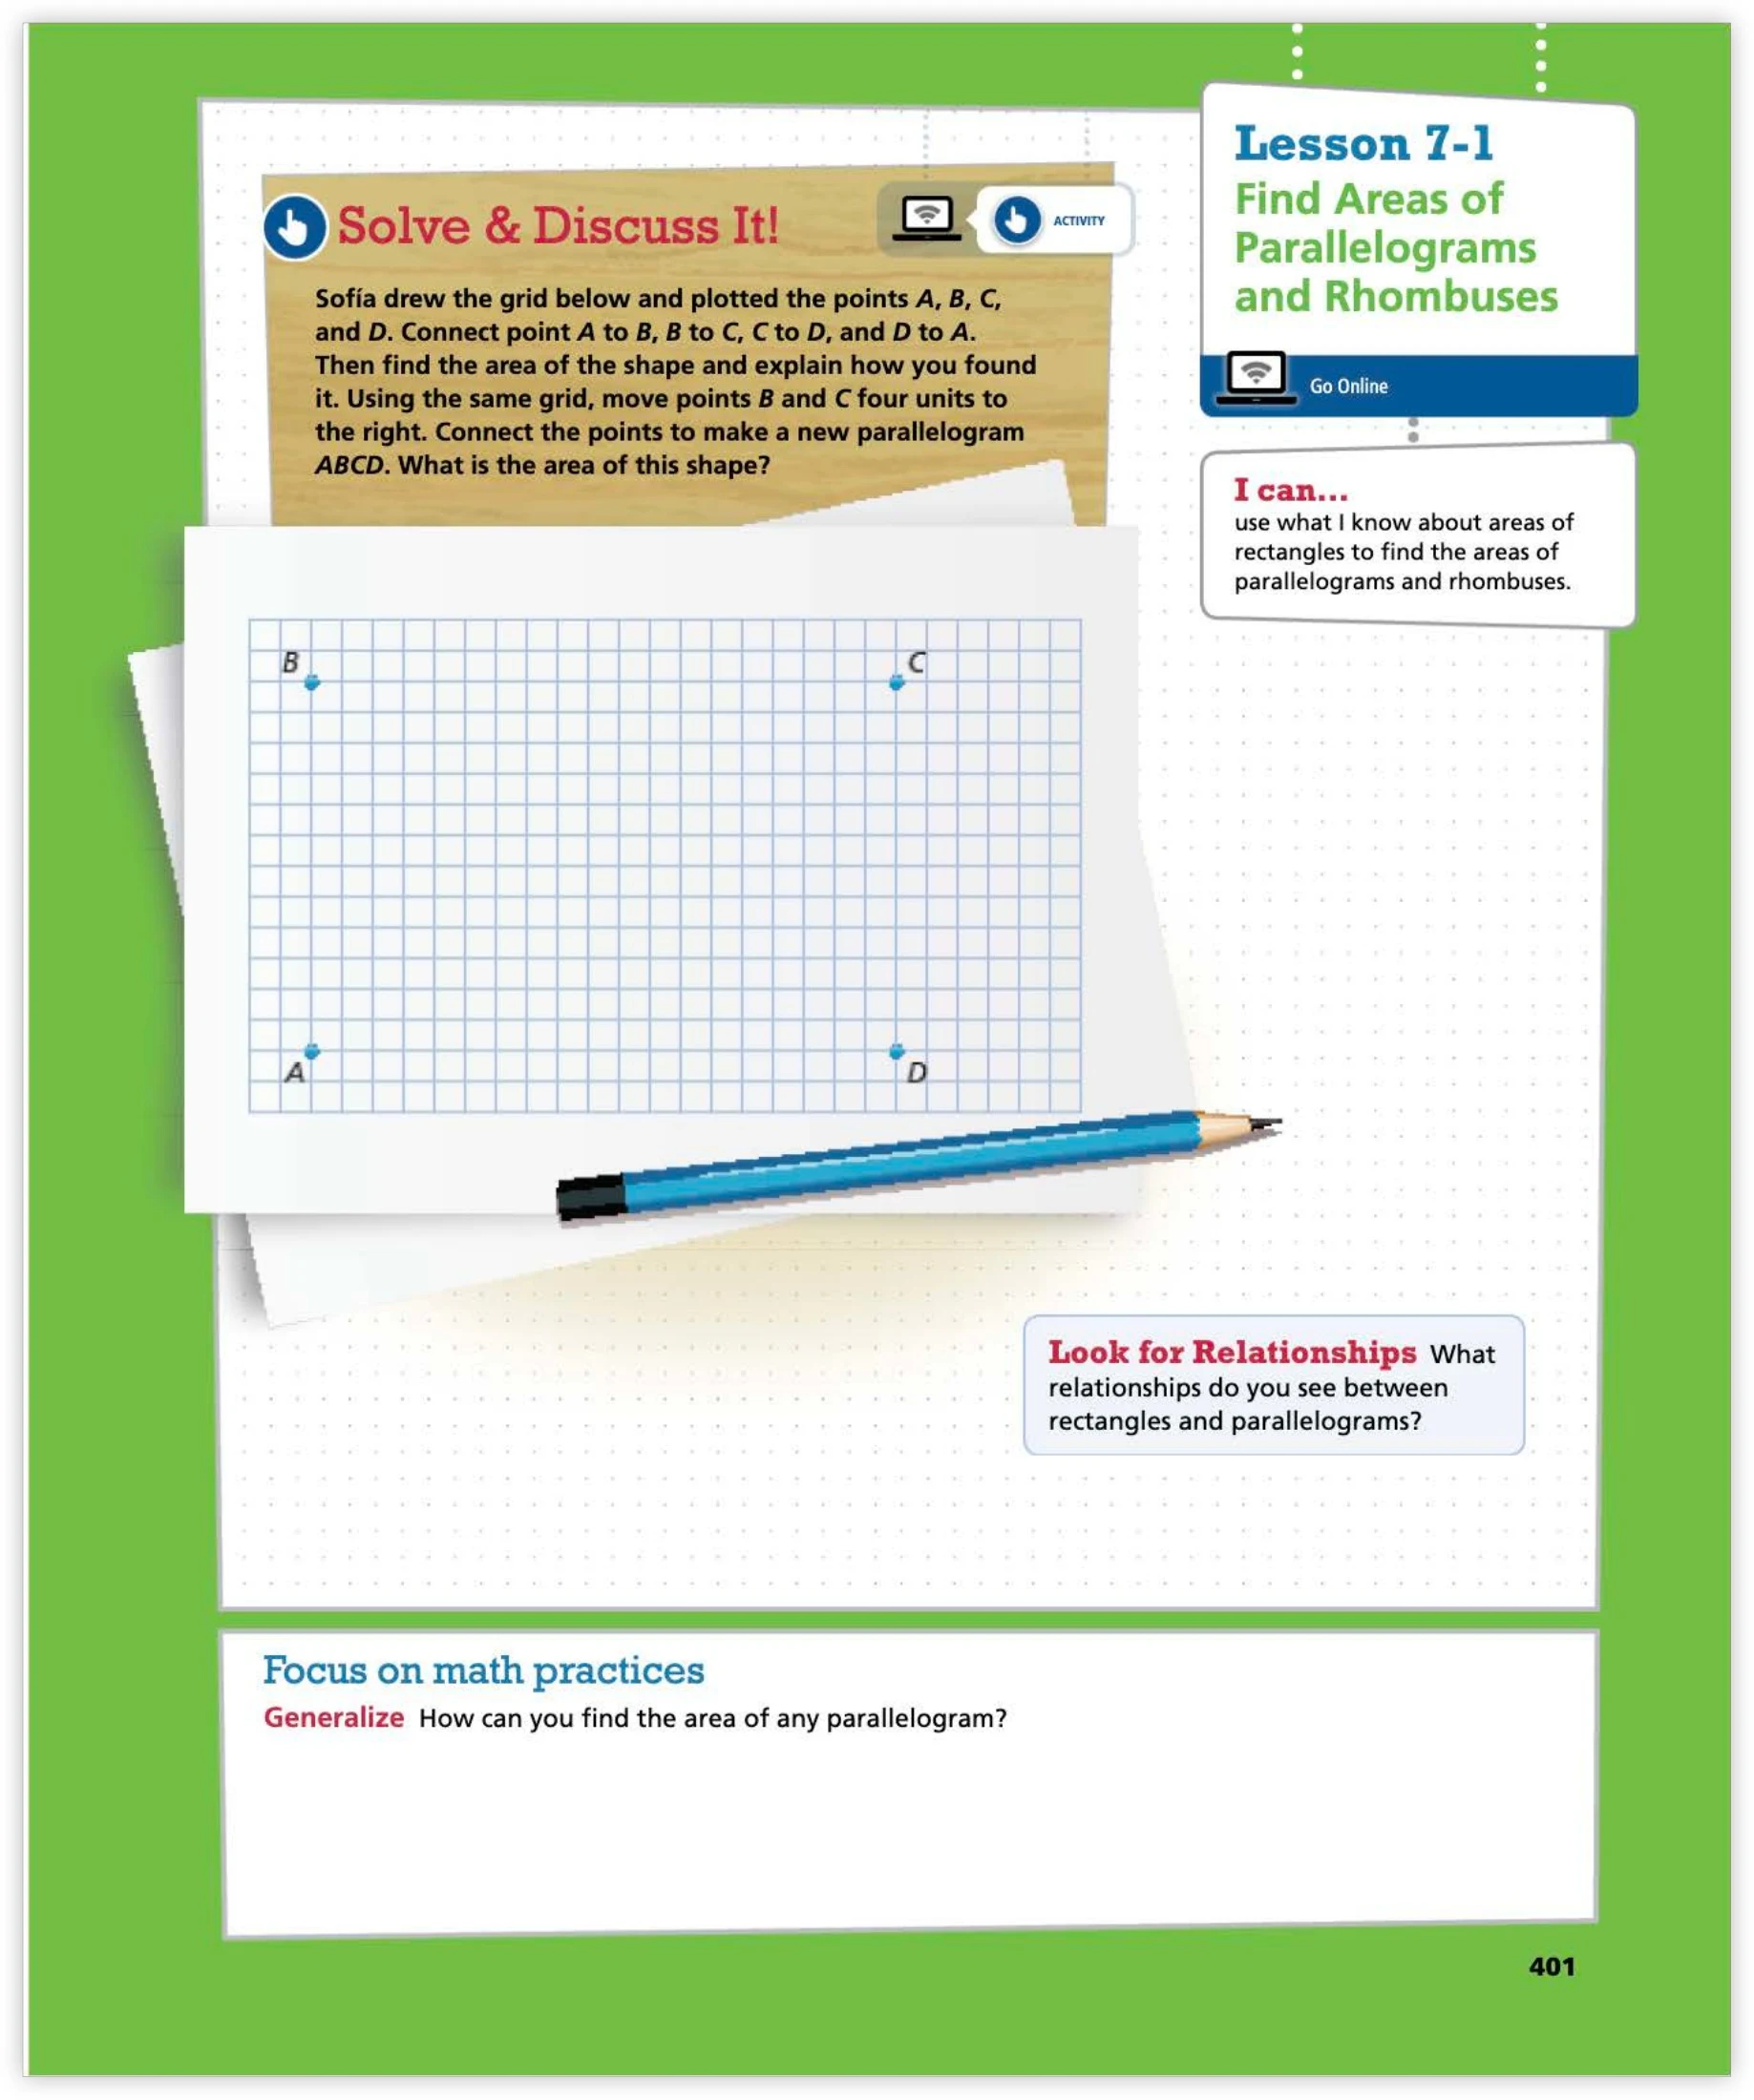 Lesson 7-1
Find Areas of
Parallelograms
and Rhombuses
Go Online
I can...
use what I know about areas of
rectangles to find the areas of
parallelograms and rhombuses.
Solve & Discuss It!
ACTIVITY
Sofía drew the grid below and plotted the points A, B, C,
and D. Connect point A to B, B to C, C to D, and D to A.
Then find the area of the shape and explain how you found
it. Using the same grid, move points B and C four units to
the right. Connect the points to make a new parallelogram
ABCD. What is the area of this shape?
B
C
A
D
Look for Relationships What
relationships do you see between
rectangles and parallelograms?
Focus on math practices
Generalize How can you find the area of any parallelogram?
401